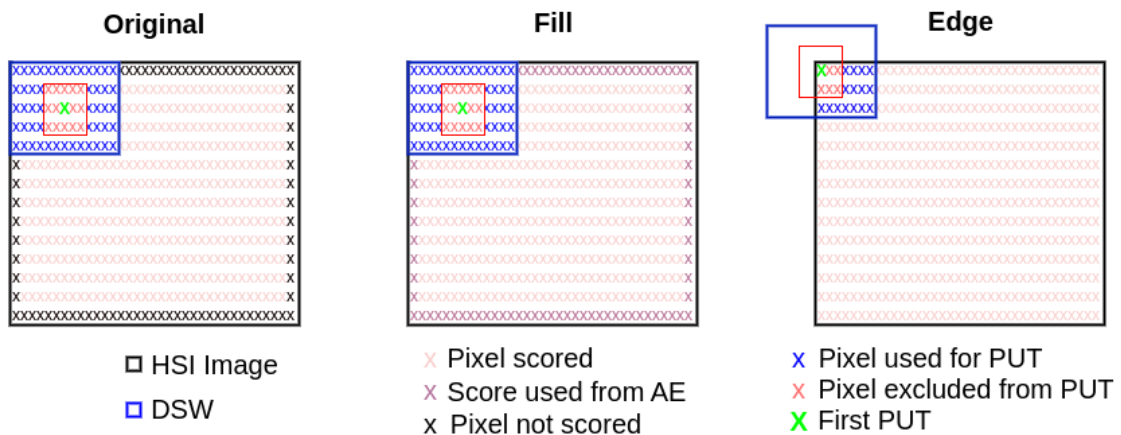 Original
Fill
Edge
HSI Image
DSW
x Pixel scored
x Score used from AE
x Pixel not scored
x Pixel used for PUT
x Pixel excluded from PUT
X First PUT